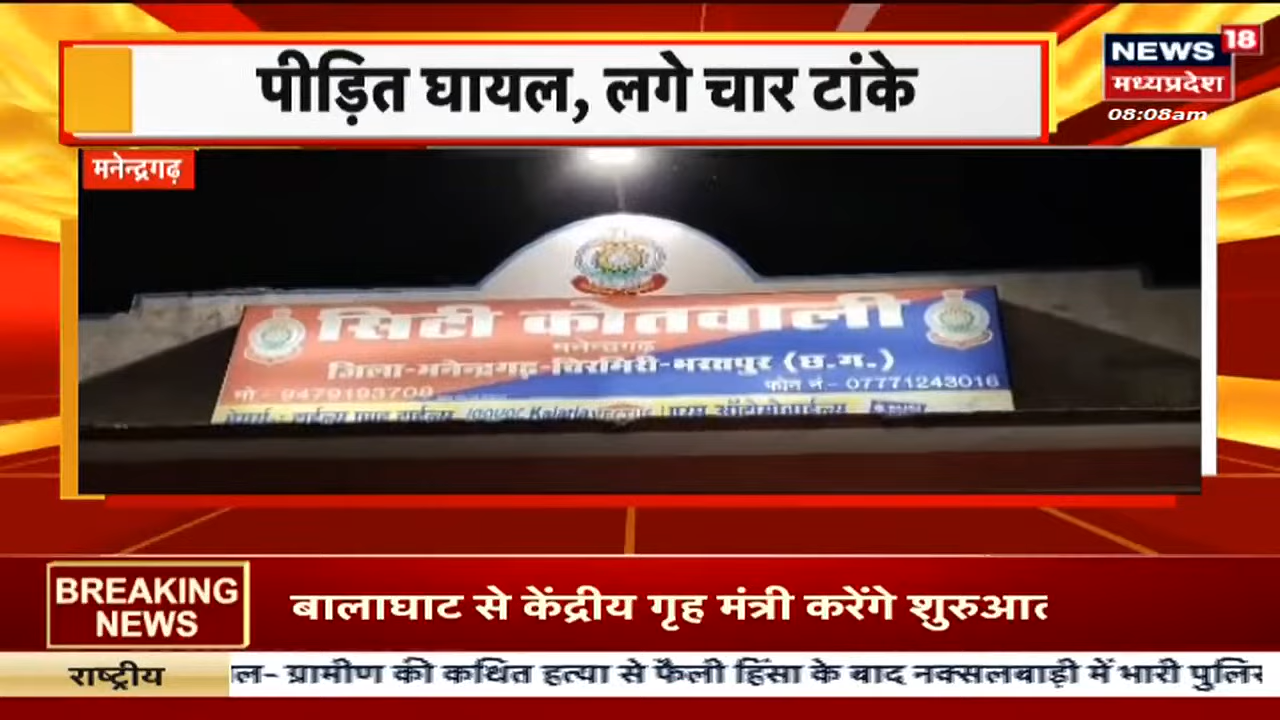 पीड़ित घायल, लगे चार टांके
NEWS 18
मध्यप्रदेश
08:08am
मनेन्द्रगढ़
सिटी कोतवाली
मनेन्द्रगढ़
जिला-मनेन्द्रगढ़-चिरमिरी-भरतपुर (छ.ग.)
मो.- 9479193708
फोन नं.- 07771243016
BREAKING NEWS
बालाघाट से केंद्रीय गृह मंत्री करेंगे शुरुआत
राष्ट्रीय
ल- ग्रामीण की कथित हत्या से फैली हिंसा के बाद नक्सलबाड़ी में भारी पुलिस